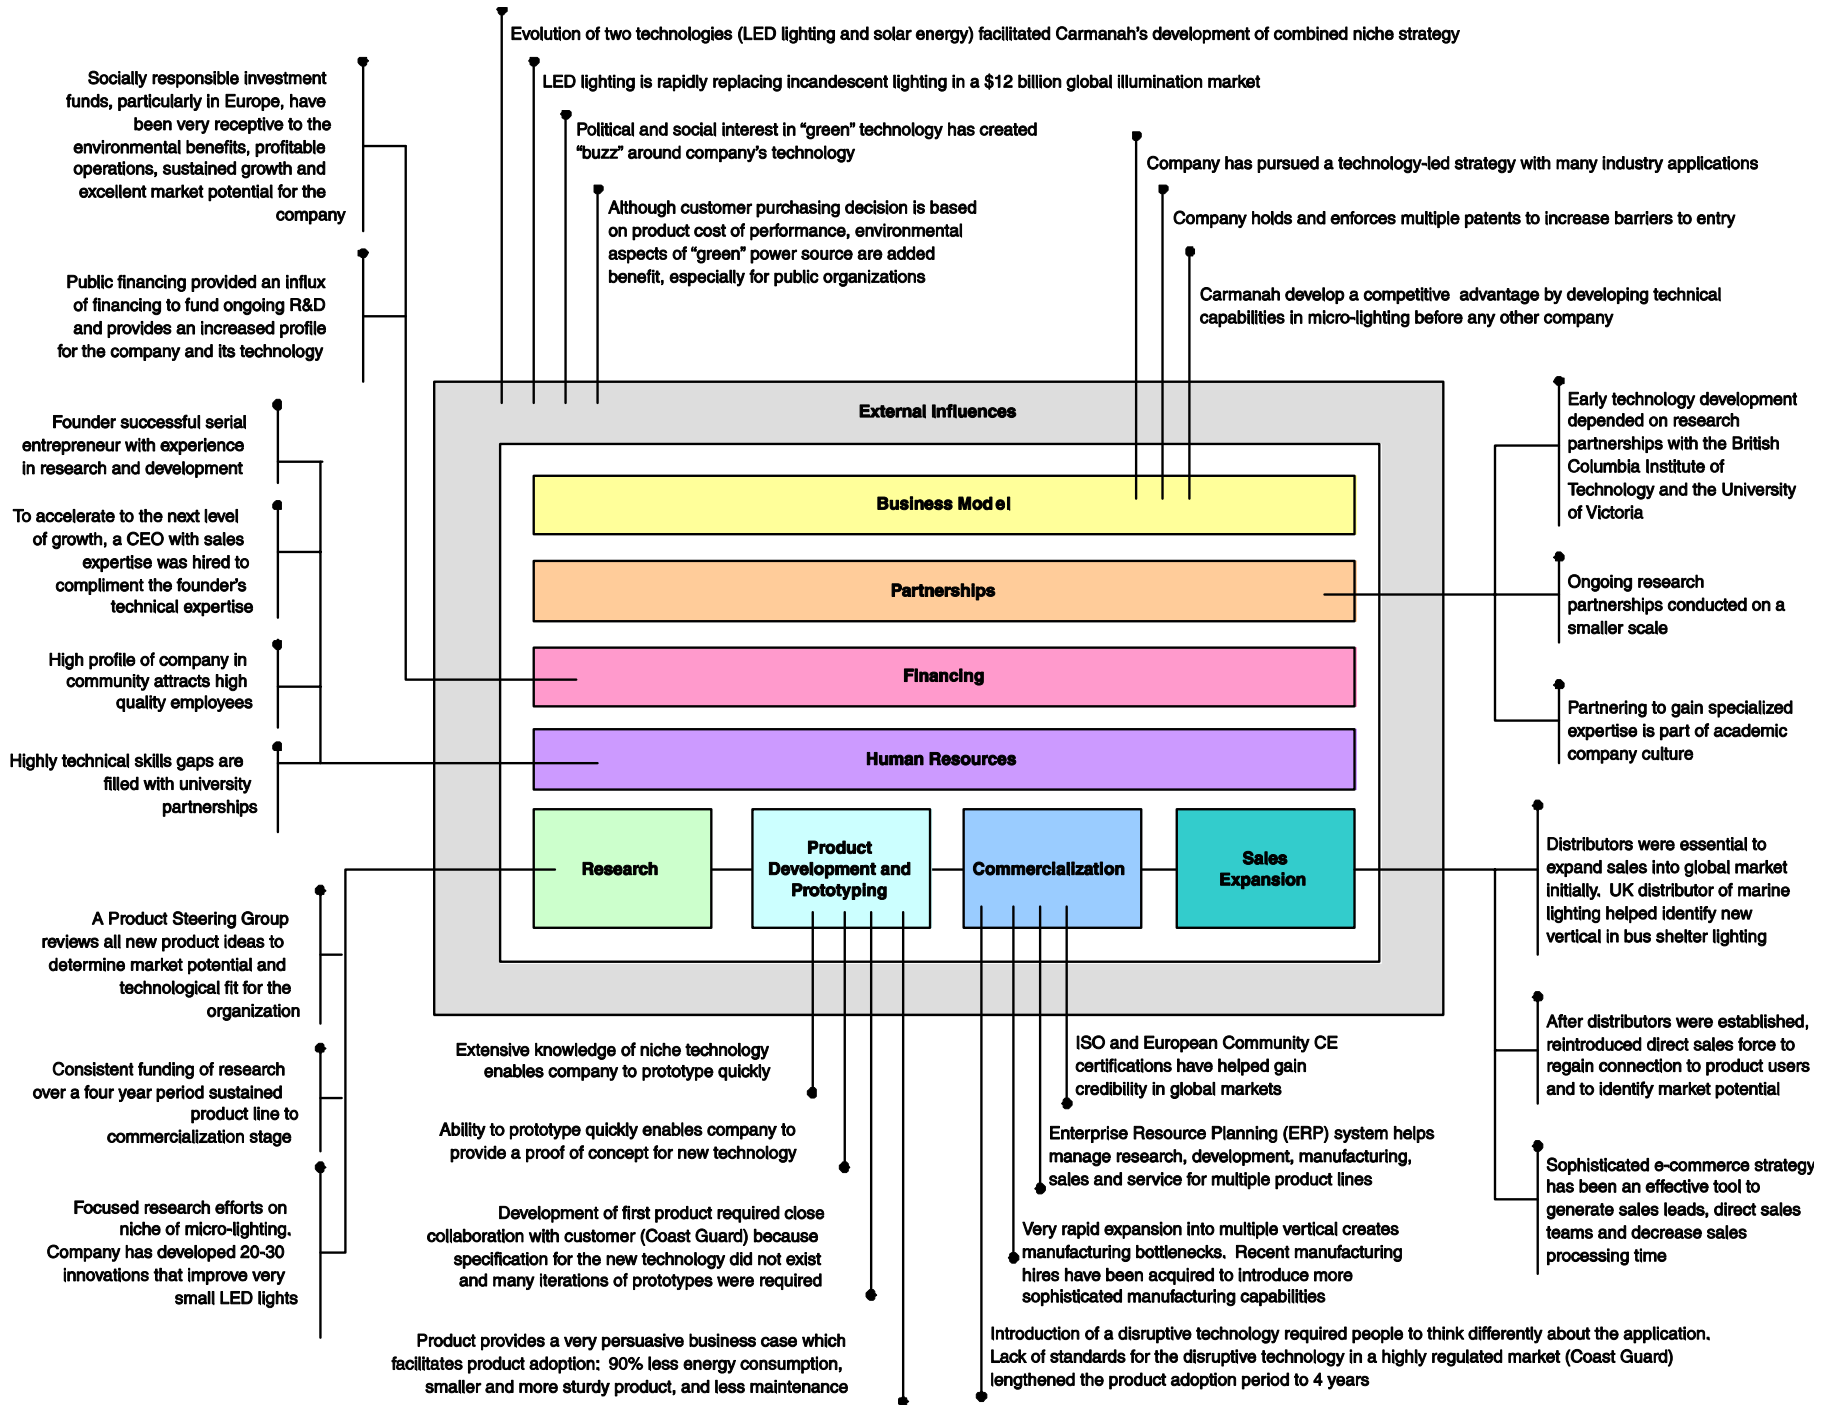 Evolution of two technologies (LED lighting and solar energy) facilitated Carmanah's development of combined niche strategy
LED lighting is rapidly replacing incandescent lighting in a $12 billion global illumination market
Political and social interest in “green” technology has created
“buzz” around company's technology
Although customer purchasing decision is based
on product cost of performance, environmental
aspects of “green” power source are added
benefit, especially for public organizations
Company has pursued a technology-led strategy with many industry applications
Company holds and enforces multiple patents to increase barriers to entry
Carmanah develop a competitive advantage by developing technical
capabilities in micro-lighting before any other company
Socially responsible investment
funds, particularly in Europe, have
been very receptive to the
environmental benefits, profitable
operations, sustained growth and
excellent market potential for the
company
Public financing provided an influx
of financing to fund ongoing R&D
and provides an increased profile
for the company and its technology
Founder successful serial
entrepreneur with experience
in research and development
To accelerate to the next level
of growth, a CEO with sales
expertise was hired to
compliment the founder's
technical expertise
High profile of company in
community attracts high
quality employees
Highly technical skills gaps are
filled with university
partnerships
A Product Steering Group
reviews all new product ideas to
determine market potential and
technological fit for the
organization
Consistent funding of research
over a four year period sustained
product line to
commercialization stage
Focused research efforts on
niche of micro-lighting.
Company has developed 20-30
innovations that improve very
small LED lights
External Influences
Business Model
Partnerships
Financing
Human Resources
Research
Product
Development and
Prototyping
Commercialization
Sales
Expansion
Early technology development
depended on research
partnerships with the British
Columbia Institute of
Technology and the University
of Victoria
Ongoing research
partnerships conducted on a
smaller scale
Partnering to gain specialized
expertise is part of academic
company culture
Distributors were essential to
expand sales into global market
initially. UK distributor of marine
lighting helped identify new
vertical in bus shelter lighting
After distributors were established,
reintroduced direct sales force to
regain connection to product users
and to identify market potential
Sophisticated e-commerce strategy
has been an effective tool to
generate sales leads, direct sales
teams and decrease sales
processing time
Extensive knowledge of niche technology
enables company to prototype quickly
Ability to prototype quickly enables company to
provide a proof of concept for new technology
Development of first product required close
collaboration with customer (Coast Guard) because
specification for the new technology did not exist
and many iterations of prototypes were required
Product provides a very persuasive business case which
facilitates product adoption: 90% less energy consumption,
smaller and more sturdy product, and less maintenance
ISO and European Community CE
certifications have helped gain
credibility in global markets
Enterprise Resource Planning (ERP) system helps
manage research, development, manufacturing,
sales and service for multiple product lines
Very rapid expansion into multiple vertical creates
manufacturing bottlenecks. Recent manufacturing
hires have been acquired to introduce more
sophisticated manufacturing capabilities
Introduction of a disruptive technology required people to think differently about the application.
Lack of standards for the disruptive technology in a highly regulated market (Coast Guard)
lengthened the product adoption period to 4 years